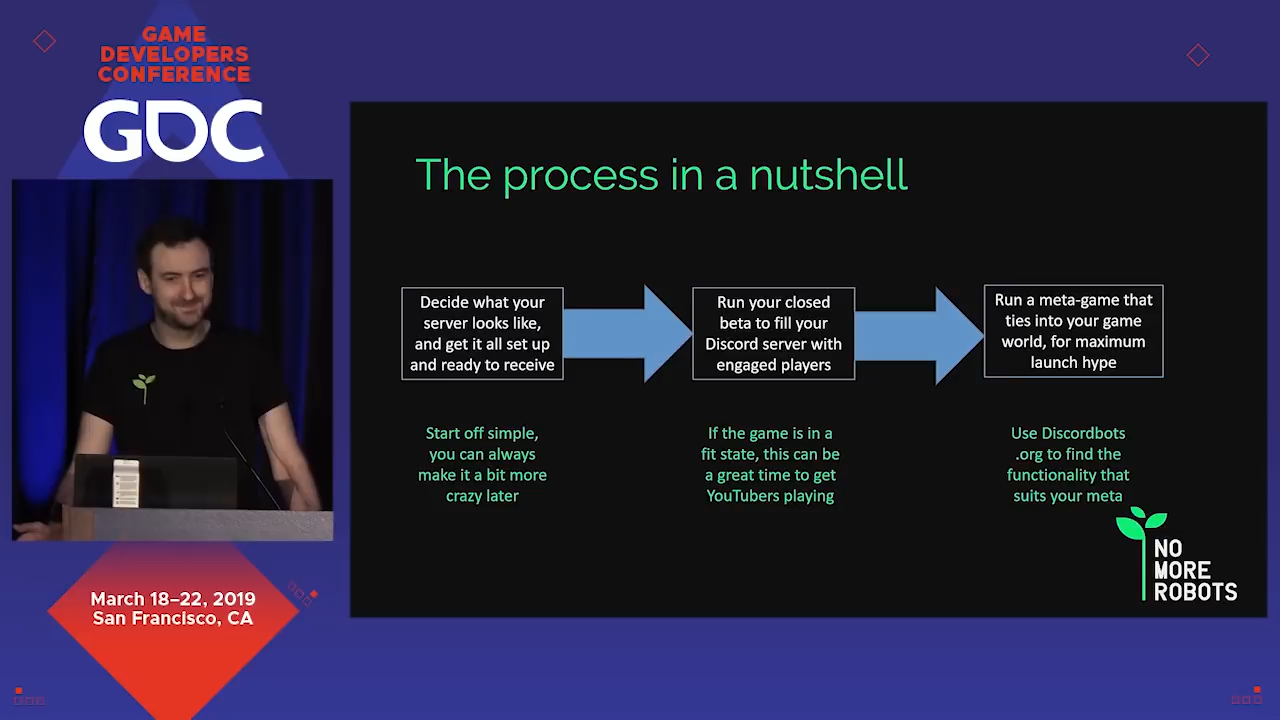 GAME
DEVELOPERS
CONFERENCE
GDC
March 18–22, 2019
San Francisco, CA
The process in a nutshell
Decide what your
server looks like,
and get it all set up
and ready to receive
Run your closed
beta to fill your
Discord server with
engaged players
Run a meta-game that
ties into your game
world, for maximum
launch hype
Start off simple,
you can always
make it a bit more
crazy later
If the game is in a
fit state, this can be
a great time to get
YouTubers playing
Use Discordbots
.org to find the
functionality that
suits your meta
NO
MORE
ROBOTS